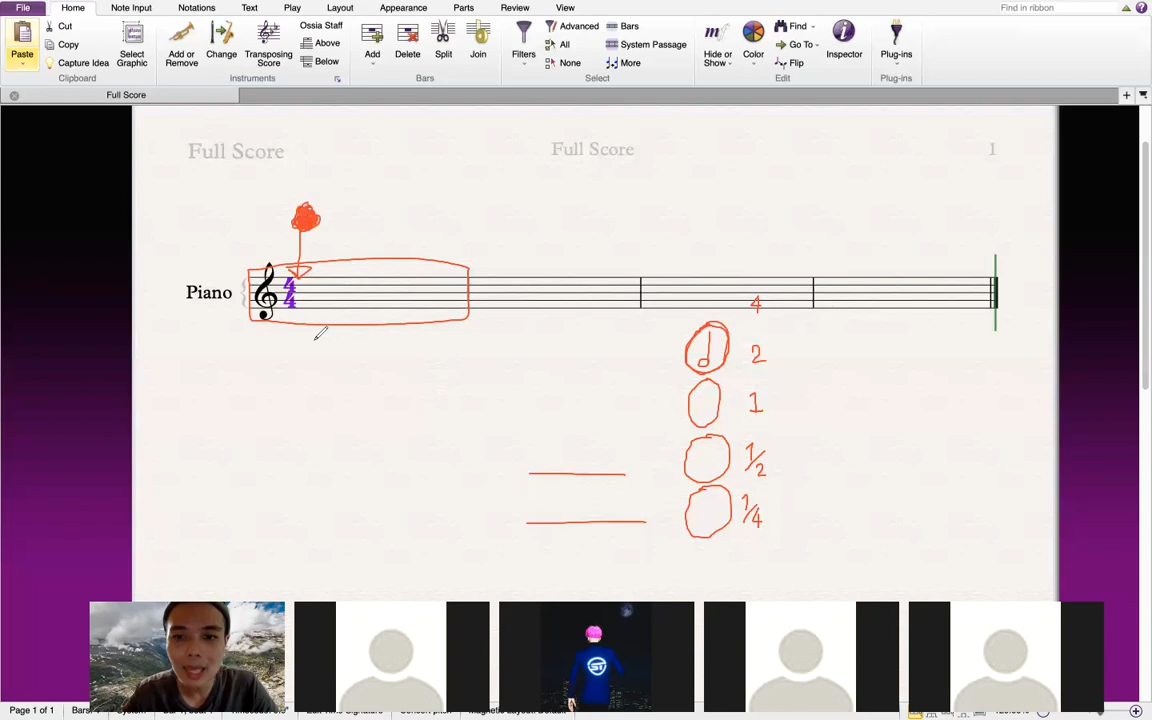 File Home Note Input Notations Text Play Layout Appearance Parts Review View Find in ribbon
Paste Cut Copy Capture Idea Select Graphic
Add or Remove Change Transposing Score Ossia Staff Above Below
Add Delete Split Join
Filters Advanced All None Bars System Passage More
Hide or Show Color Find Go To Flip Inspector Plug-ins
Clipboard Instruments Bars Select Edit Plug-ins
Full Score
Full Score Full Score 1
Piano 4/4
4
2
1
1/2
1/4
ST
Page 1 of 1